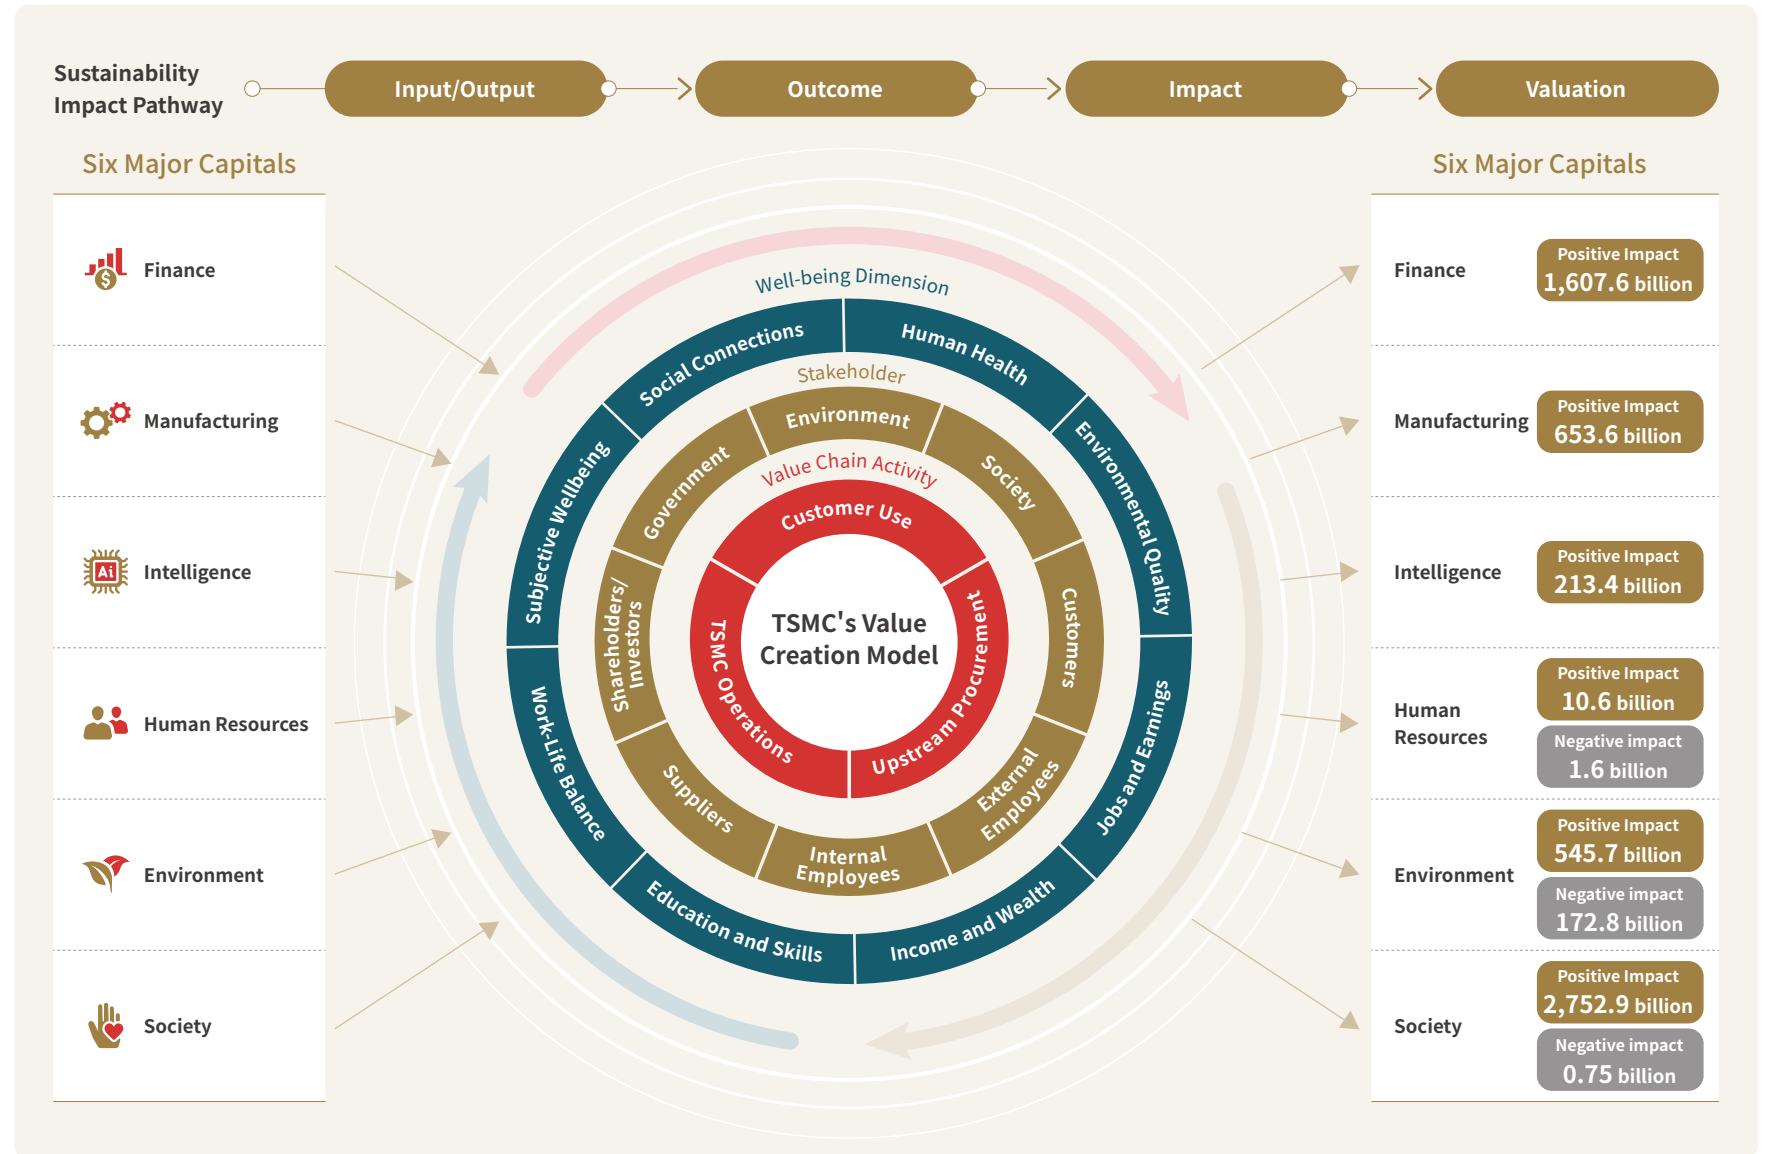 Sustainability
Impact Pathway
Input/Output
Outcome
Impact
Valuation
Six Major Capitals
Finance
Manufacturing
Ai
Intelligence
Human Resources
Environment
Society
Well-being Dimension
Social Connections
Human Health
Environmental Quality
Jobs and Earnings
Income and Wealth
Education and Skills
Work-Life Balance
Subjective Wellbeing
Stakeholder
Environment
Society
Customers
External
Employees
Internal
Employees
Suppliers
Shareholders/
Investors
Government
Value Chain Activity
Customer Use
Upstream Procurement
TSMC Operations
TSMC's Value
Creation Model
Six Major Capitals
Finance
Positive Impact
1,607.6 billion
Manufacturing
Positive Impact
653.6 billion
Intelligence
Positive Impact
213.4 billion
Human
Resources
Positive Impact
10.6 billion
Negative impact
1.6 billion
Environment
Positive Impact
545.7 billion
Negative impact
172.8 billion
Society
Positive Impact
2,752.9 billion
Negative impact
0.75 billion